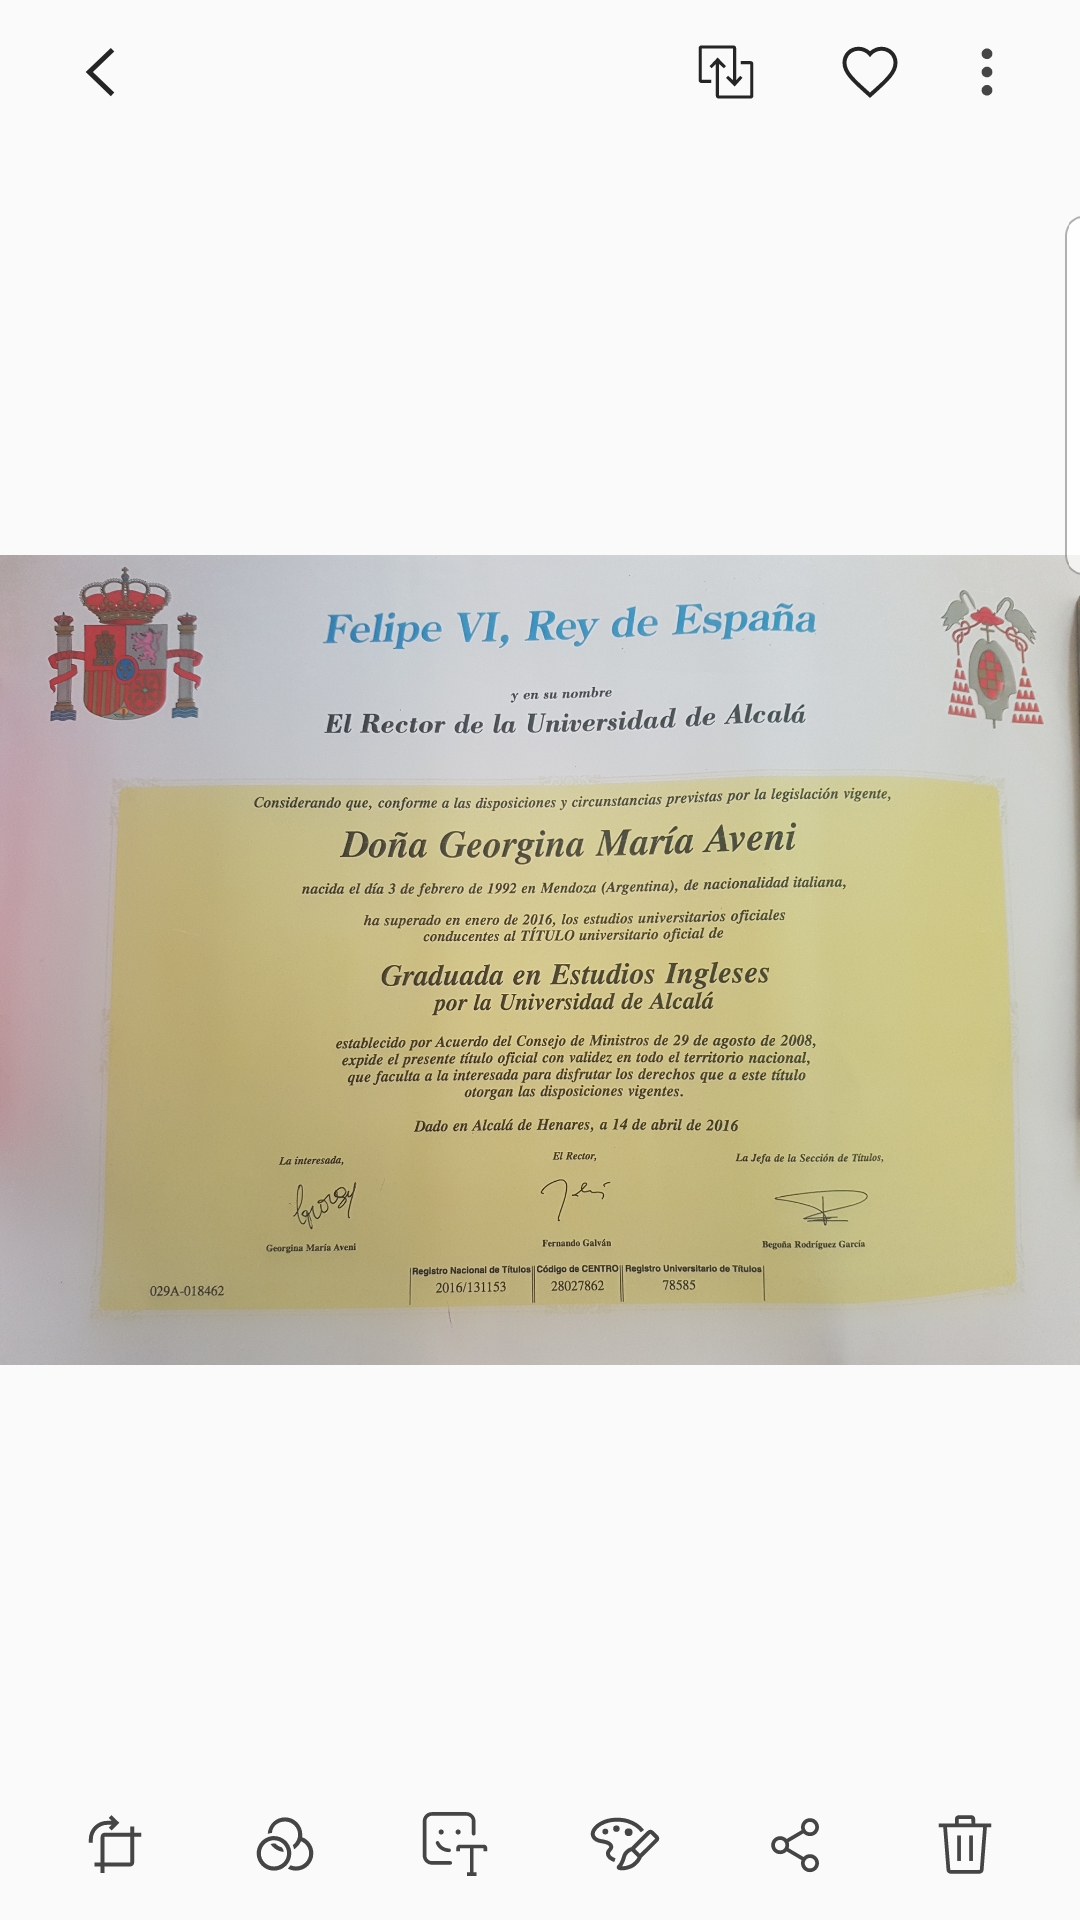 Felipe VI, Rey de España
y en su nombre
El Rector de la Universidad de Alcalá
Considerando que, conforme a las disposiciones y circunstancias previstas por la legislación vigente,
Doña Georgina María Aveni
nacida el día 3 de febrero de 1992 en Mendoza (Argentina), de nacionalidad italiana,
ha superado en enero de 2016, los estudios universitarios oficiales
conducentes al TÍTULO universitario oficial de
Graduada en Estudios Ingleses
por la Universidad de Alcalá
establecido por Acuerdo del Consejo de Ministros de 29 de agosto de 2008,
expide el presente título oficial con validez en todo el territorio nacional,
que faculta a la interesada para disfrutar los derechos que a este título
otorgan las disposiciones vigentes.
Dado en Alcalá de Henares, a 14 de abril de 2016
La interesada, El Rector, La Jefa de la Sección de Títulos,
Georgina María Aveni Fernando Galván Begoña Rodríguez García
Registro Nacional de Títulos Código de CENTRO Registro Universitario de Títulos
029A-018462 2016/131153 28027862 78585